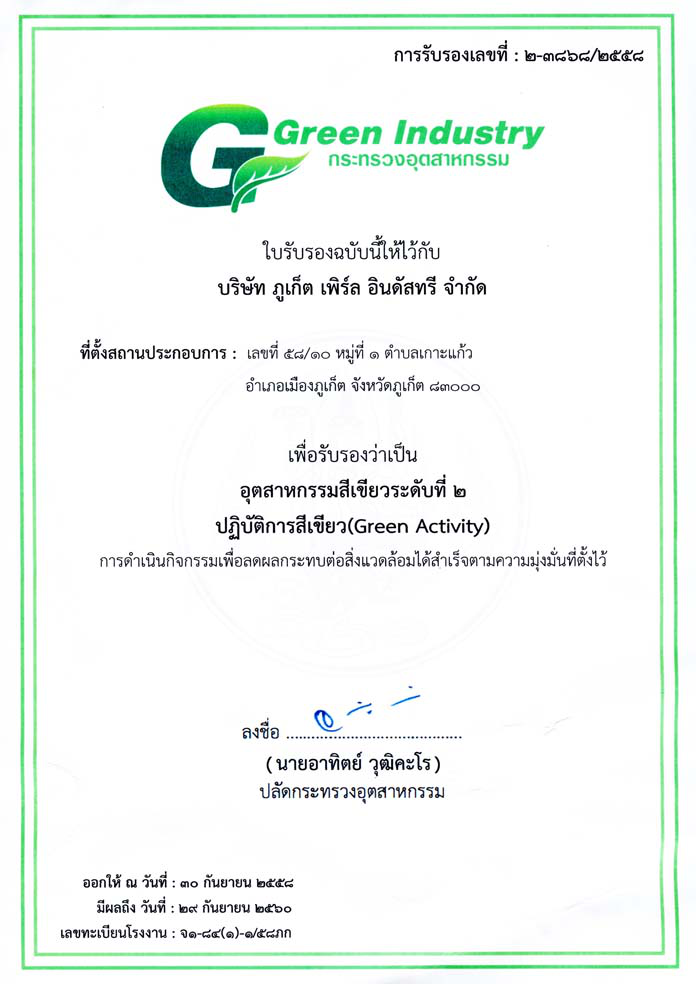 การรับรองเลขที่ : ๒-๓๘๖๘/๒๕๕๘
Green Industry
กระทรวงอุตสาหกรรม
ใบรับรองฉบับนี้ให้ไว้กับ
บริษัท ภูเก็ต เพิร์ล อินดัสทรี จำกัด
ที่ตั้งสถานประกอบการ : เลขที่ ๕๘/๑๐ หมู่ที่ ๑ ตำบลเกาะแก้ว
อำเภอเมืองภูเก็ต จังหวัดภูเก็ต ๘๓๐๐๐
เพื่อรับรองว่าเป็น
อุตสาหกรรมสีเขียวระดับที่ ๒
ปฏิบัติการสีเขียว(Green Activity)
การดำเนินกิจกรรมเพื่อลดผลกระทบต่อสิ่งแวดล้อมได้สำเร็จตามความมุ่งมั่นที่ตั้งไว้
ลงชื่อ ..........................................
(นายอาทิตย์ วุฒิคะโร)
ปลัดกระทรวงอุตสาหกรรม
ออกให้ ณ วันที่ : ๓๐ กันยายน ๒๕๕๘
มีผลถึง วันที่ : ๒๙ กันยายน ๒๕๖๐
เลขทะเบียนโรงงาน : จ๑-๘๔(๑)-๑/๕๘ภก